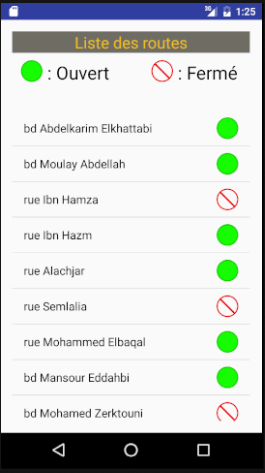 3G 1:25
Liste des routes
: Ouvert : Fermé
bd Abdelkarim Elkhattabi
bd Moulay Abdellah
rue Ibn Hamza
rue Ibn Hazm
rue Alachjar
rue Semlalia
rue Mohammed Elbaqal
bd Mansour Eddahbi
bd Mohamed Zerktouni